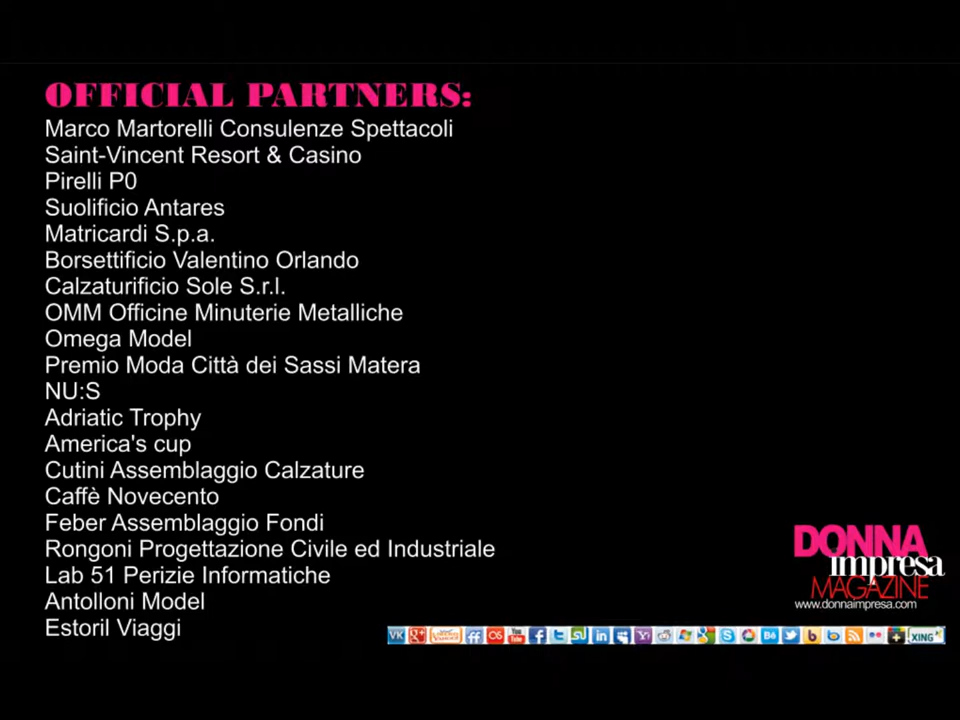 OFFICIAL PARTNERS:
Marco Martorelli Consulenze Spettacoli
Saint-Vincent Resort & Casino
Pirelli P0
Suolificio Antares
Matricardi S.p.a.
Borsettificio Valentino Orlando
Calzaturificio Sole S.r.l.
OMM Officine Minuterie Metalliche
Omega Model
Premio Moda Città dei Sassi Matera
NU:S
Adriatic Trophy
America's cup
Cutini Assemblaggio Calzature
Caffè Novecento
Feber Assemblaggio Fondi
Rongoni Progettazione Civile ed Industriale
Lab 51 Perizie Informatiche
Antolloni Model
Estoril Viaggi
DONNA
impresa
MAGAZINE
www.donnaimpresa.com
XING